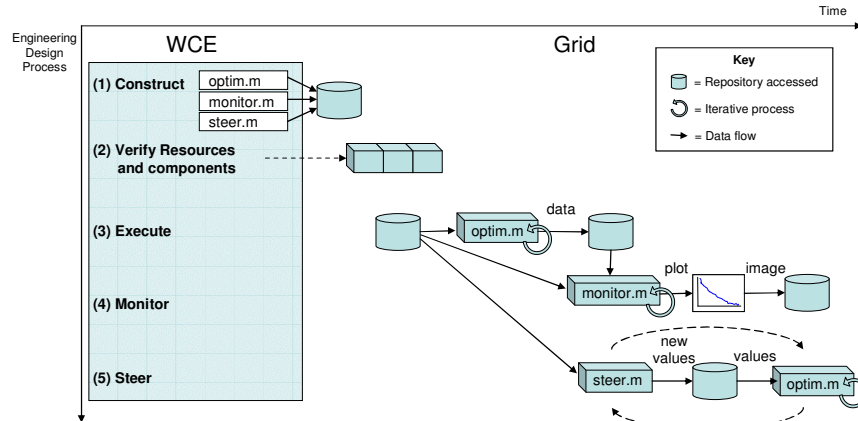 Time
Engineering
Design
Process
WCE
Grid
Key
= Repository accessed
= Iterative process
= Data flow
(1) Construct
optim.m
monitor.m
steer.m
(2) Verify Resources
and components
(3) Execute
optim.m
data
monitor.m
plot
image
(4) Monitor
(5) Steer
steer.m
new
values
values
optim.m